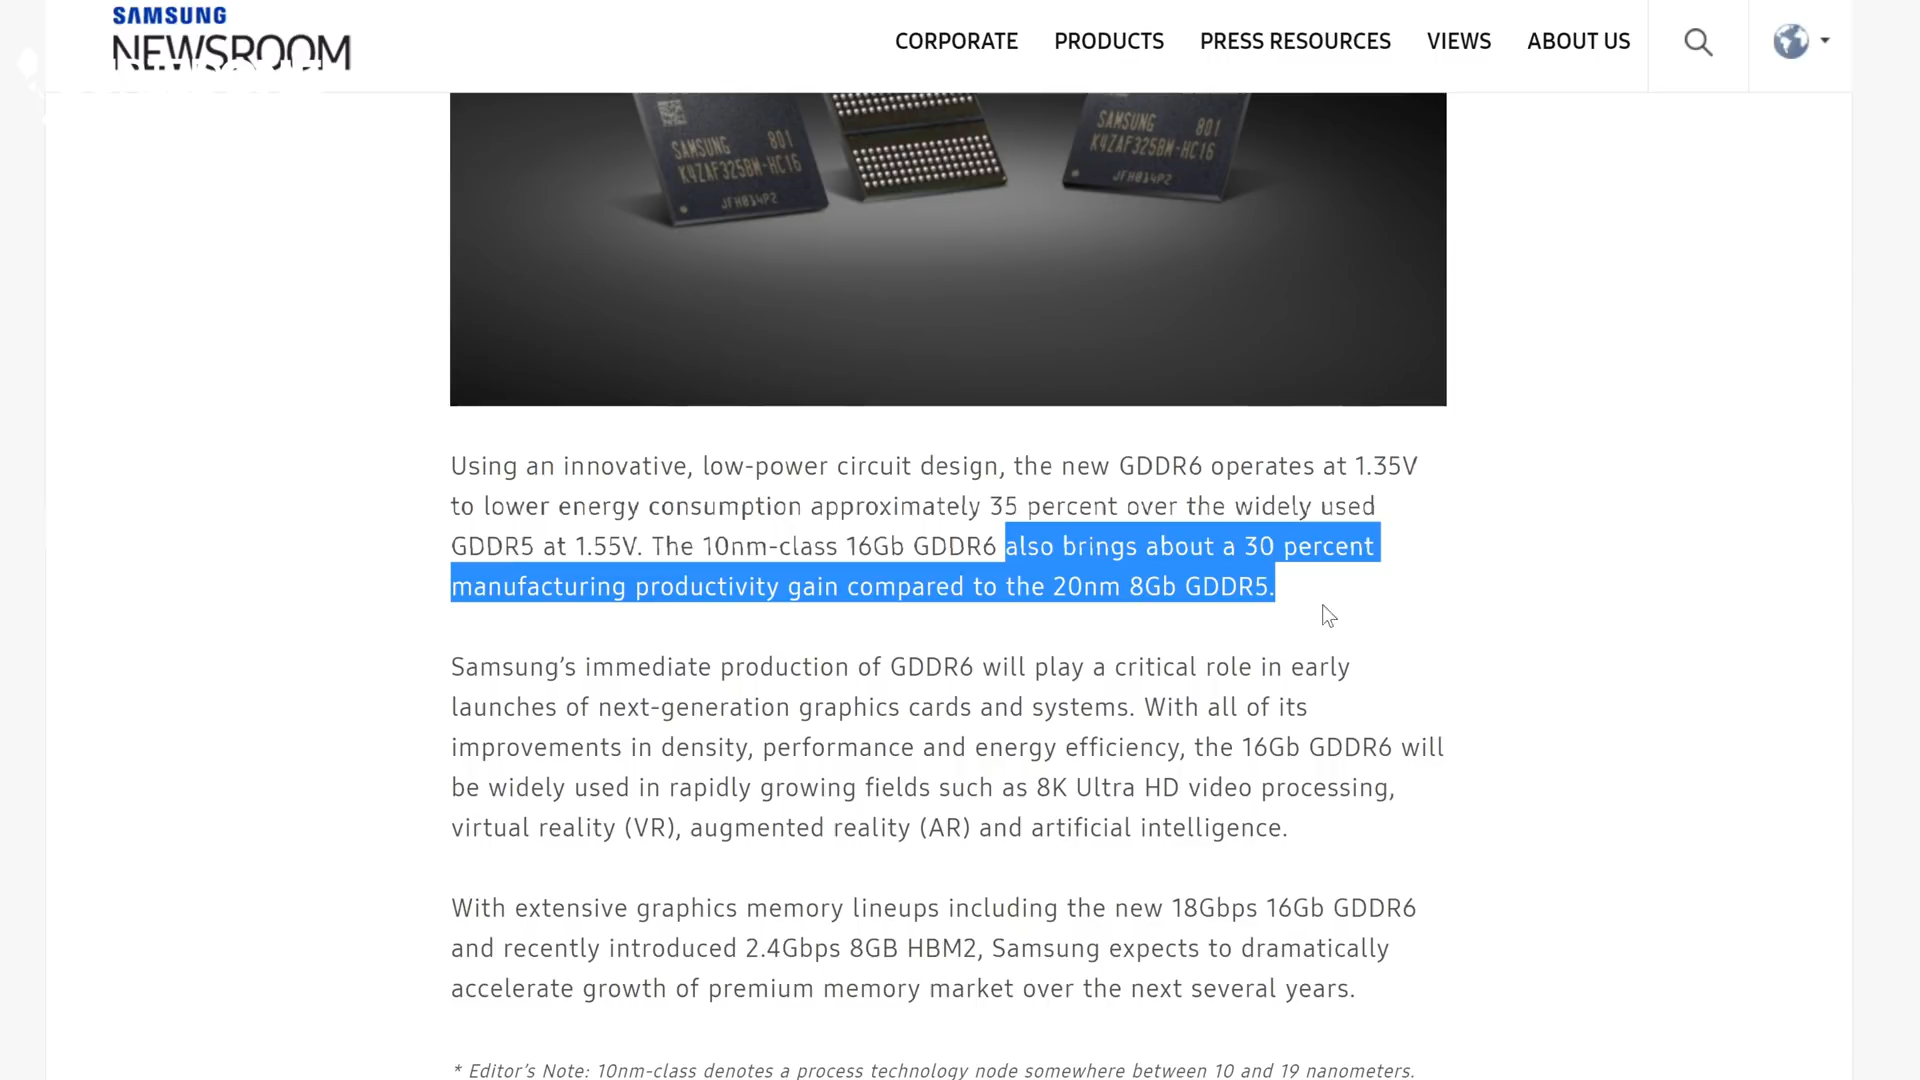 SAMSUNG
NEWSROOM
CORPORATE PRODUCTS PRESS RESOURCES VIEWS ABOUT US
SAMSUNG 801
K4ZAF325BM-HC16
JFH814P2
SAMSUNG 801
K4ZAF325BM-HC16
JFH814P2
Using an innovative, low-power circuit design, the new GDDR6 operates at 1.35V
to lower energy consumption approximately 35 percent over the widely used
GDDR5 at 1.55V. The 10nm-class 16Gb GDDR6 also brings about a 30 percent
manufacturing productivity gain compared to the 20nm 8Gb GDDR5.
Samsung’s immediate production of GDDR6 will play a critical role in early
launches of next-generation graphics cards and systems. With all of its
improvements in density, performance and energy efficiency, the 16Gb GDDR6 will
be widely used in rapidly growing fields such as 8K Ultra HD video processing,
virtual reality (VR), augmented reality (AR) and artificial intelligence.
With extensive graphics memory lineups including the new 18Gbps 16Gb GDDR6
and recently introduced 2.4Gbps 8GB HBM2, Samsung expects to dramatically
accelerate growth of premium memory market over the next several years.
* Editor’s Note: 10nm-class denotes a process technology node somewhere between 10 and 19 nanometers.